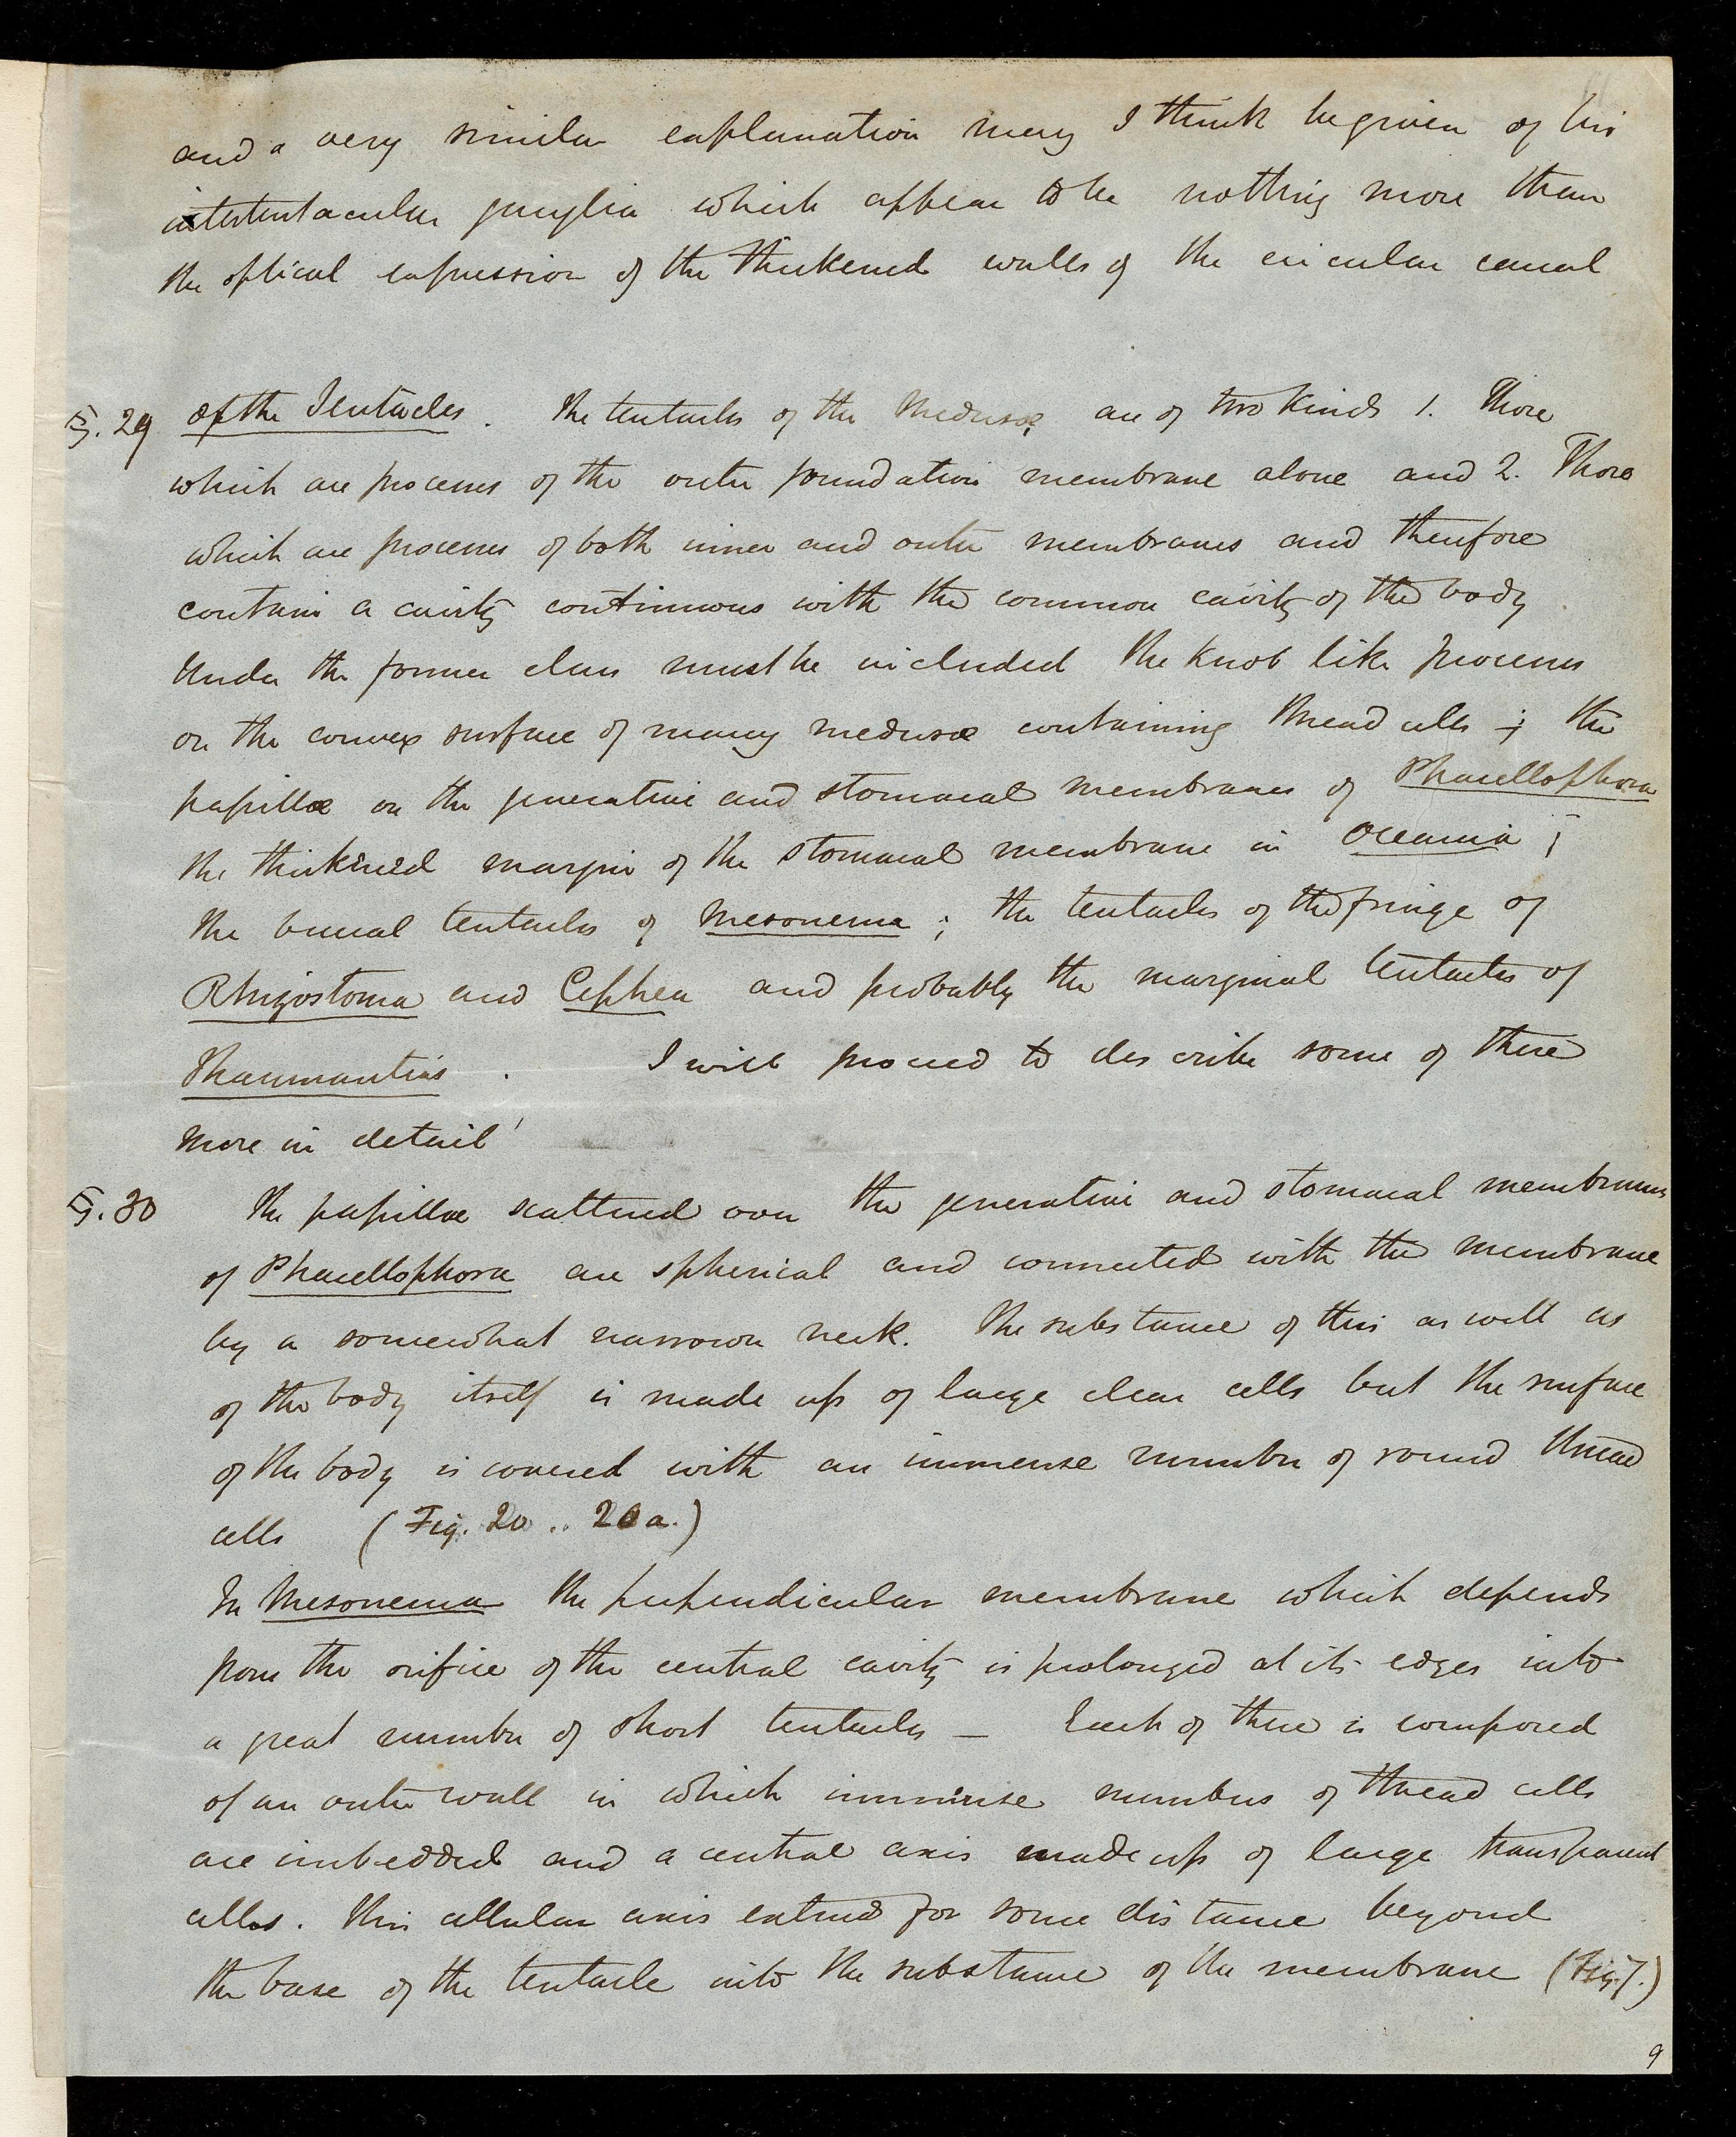 and a very similar explanation may I think be given of his
intertentacular ganglia which appear to be nothing more than
the optical expression of the thickened walls of the circular canal
§. 29 Of the Tentacles. The tentacles of the Medusæ are of two kinds 1. Those
which are processes of the outer foundation membrane alone and 2. Those
which are processes of both inner and outer membranes and therefore
contain a cavity continuous with the common cavity of the body
Under the former class must be included the knob like processes
on the convex surface of many medusæ containing thread cells ; the
papillæ on the generative and stomacal membranes of Phacellophora
the thickened margin of the stomacal membrane in Oceania ;
the buccal tentacles of Mesonema ; the tentacles of the fringe of
Rhizostoma and Cephea and probably the marginal tentacles of
Thaumantias . I will proceed to describe some of these
more in detail
§. 30 The papillæ scattered over the generative and stomacal membranes
of Phacellophora are spherical and connected with the membrane
by a somewhat narrow neck. The substance of this as well as
of the body itself is made up of large clear cells but the surface
of the body is covered with an immense number of round thread
cells (Fig. 20 .. 20a.)
In Mesonema the perpendicular membrane which depends
from the orifice of the central cavity is prolonged at its edges into
a great number of short tentacles — Each of these is composed
of an outer wall in which immense numbers of thread cells
are imbedded and a central axis made up of large transparent
cells. This cellular axis extends for some distance beyond
the base of the tentacle into the substance of the membrane (Fig. 7.)
9